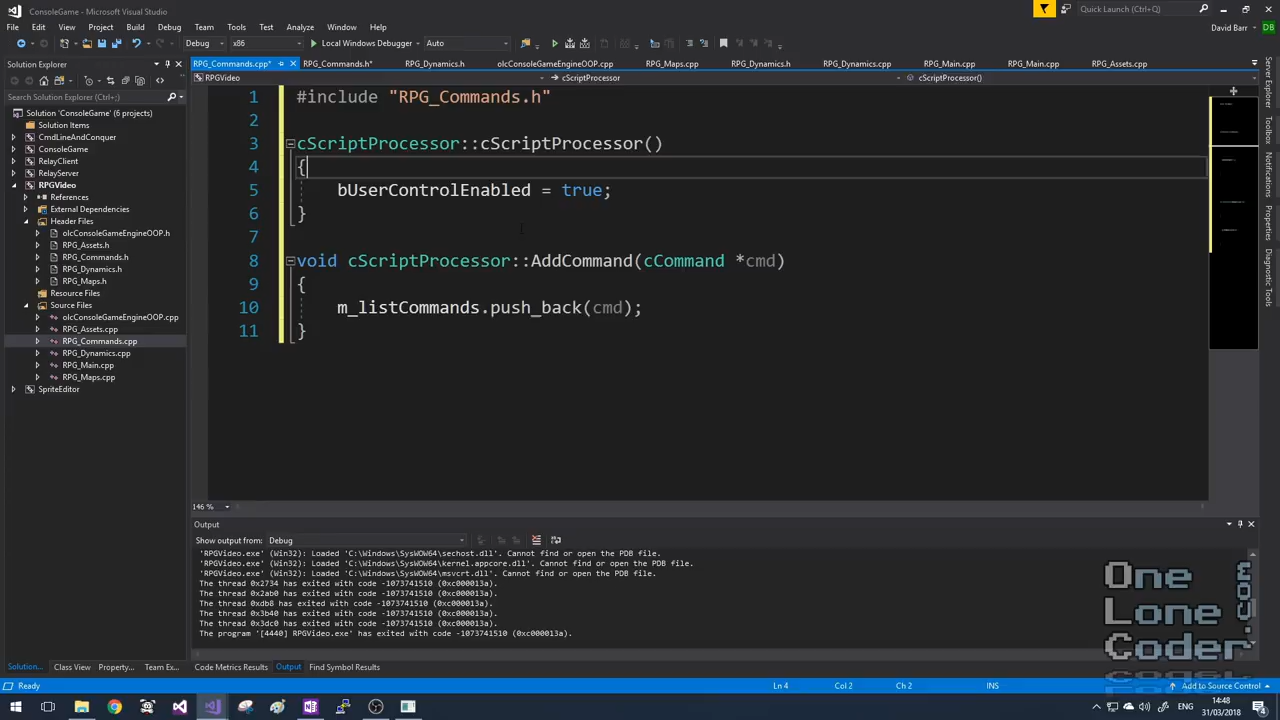 ConsoleGame - Microsoft Visual Studio
Quick Launch (Ctrl+Q)
File Edit View Project Build Debug Team Tools Test Analyze Window Help
David Barr DB
Debug x86 Local Windows Debugger Auto
Solution Explorer
RPG_Commands.cpp* RPG_Commands.h* RPG_Dynamics.h olcConsoleGameEngineOOP.cpp RPG_Maps.cpp RPG_Dynamics.h RPG_Dynamics.cpp RPG_Main.cpp RPG_Main.cpp RPG_Assets.cpp
RPGVideo cScriptProcessor cScriptProcessor()
Search Solution Explorer (Ctrl+;)
Solution 'ConsoleGame' (6 projects)
Solution Items
CmdLineAndConquer
ConsoleGame
RelayClient
RelayServer
RPGVideo
References
External Dependencies
Header Files
olcConsoleGameEngineOOP.h
RPG_Assets.h
RPG_Commands.h
RPG_Dynamics.h
RPG_Maps.h
Resource Files
Source Files
olcConsoleGameEngineOOP.cpp
RPG_Assets.cpp
RPG_Commands.cpp
RPG_Dynamics.cpp
RPG_Main.cpp
RPG_Maps.cpp
SpriteEditor
1 #include "RPG_Commands.h"
2
3 cScriptProcessor::cScriptProcessor()
4 {
5 bUserControlEnabled = true;
6 }
7
8 void cScriptProcessor::AddCommand(cCommand *cmd)
9 {
10 m_listCommands.push_back(cmd);
11 }
Server Explorer
Toolbox
Notifications
Properties
Diagnostic Tools
146 %
Output
Show output from: Debug
'RPGVideo.exe' (Win32): Loaded 'C:\Windows\SysWOW64\sechost.dll'. Cannot find or open the PDB file.
'RPGVideo.exe' (Win32): Loaded 'C:\Windows\SysWOW64\kernel.appcore.dll'. Cannot find or open the PDB file.
'RPGVideo.exe' (Win32): Loaded 'C:\Windows\SysWOW64\msvcrt.dll'. Cannot find or open the PDB file.
The thread 0x2734 has exited with code -1073741510 (0xc000013a).
The thread 0x2ab0 has exited with code -1073741510 (0xc000013a).
The thread 0xdb8 has exited with code -1073741510 (0xc000013a).
The thread 0x3b40 has exited with code -1073741510 (0xc000013a).
The thread 0x3dc0 has exited with code -1073741510 (0xc000013a).
The program '[4440] RPGVideo.exe' has exited with code -1073741510 (0xc000013a).
One
Lone
Coder
.com
Solution... Class View Property... Team Ex... Code Metrics Results Output Find Symbol Results
Ready Ln 4 Col 2 Ch 2 INS Add to Source Control
ENG 14:48
31/03/2018
4